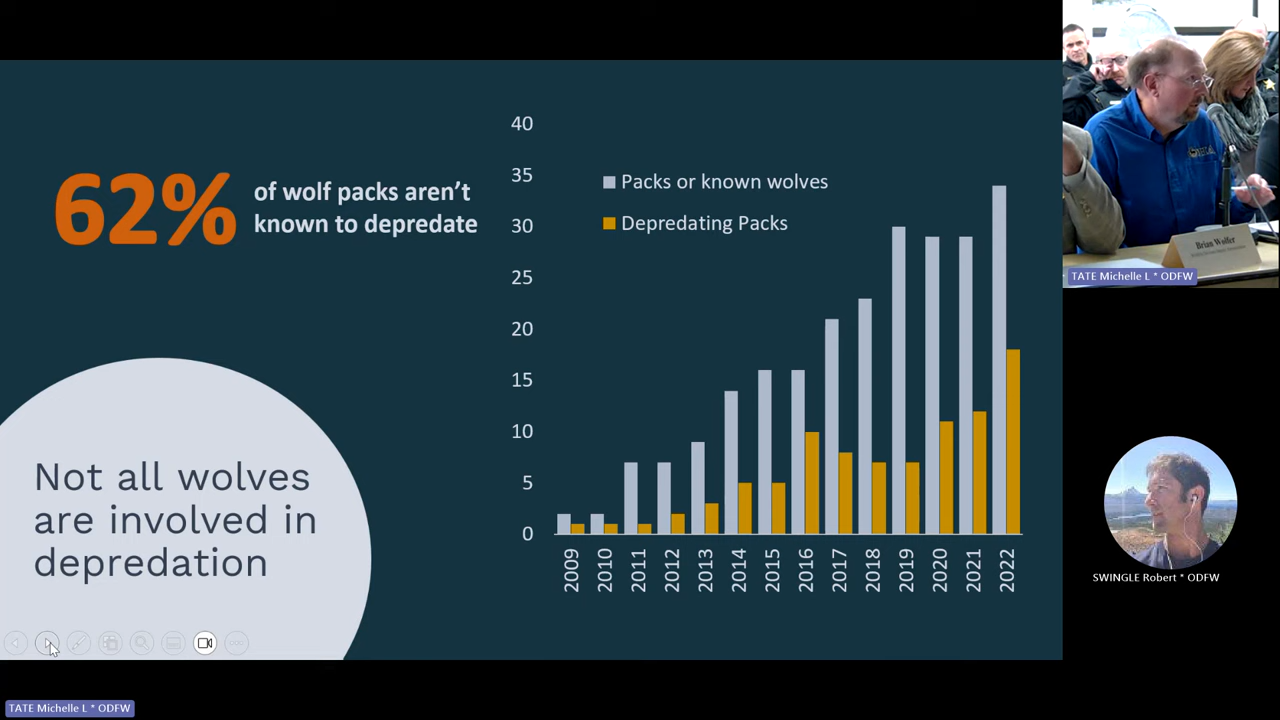 62%
of wolf packs aren't
known to depredate
Not all wolves
are involved in
depredation
40
35
30
25
20
15
10
5
0
Packs or known wolves
Depredating Packs
2009
2010
2011
2012
2013
2014
2015
2016
2017
2018
2019
2020
2021
2022
Brian Wolfer
TATE Michelle L * ODFW
SWINGLE Robert * ODFW
TATE Michelle L * ODFW